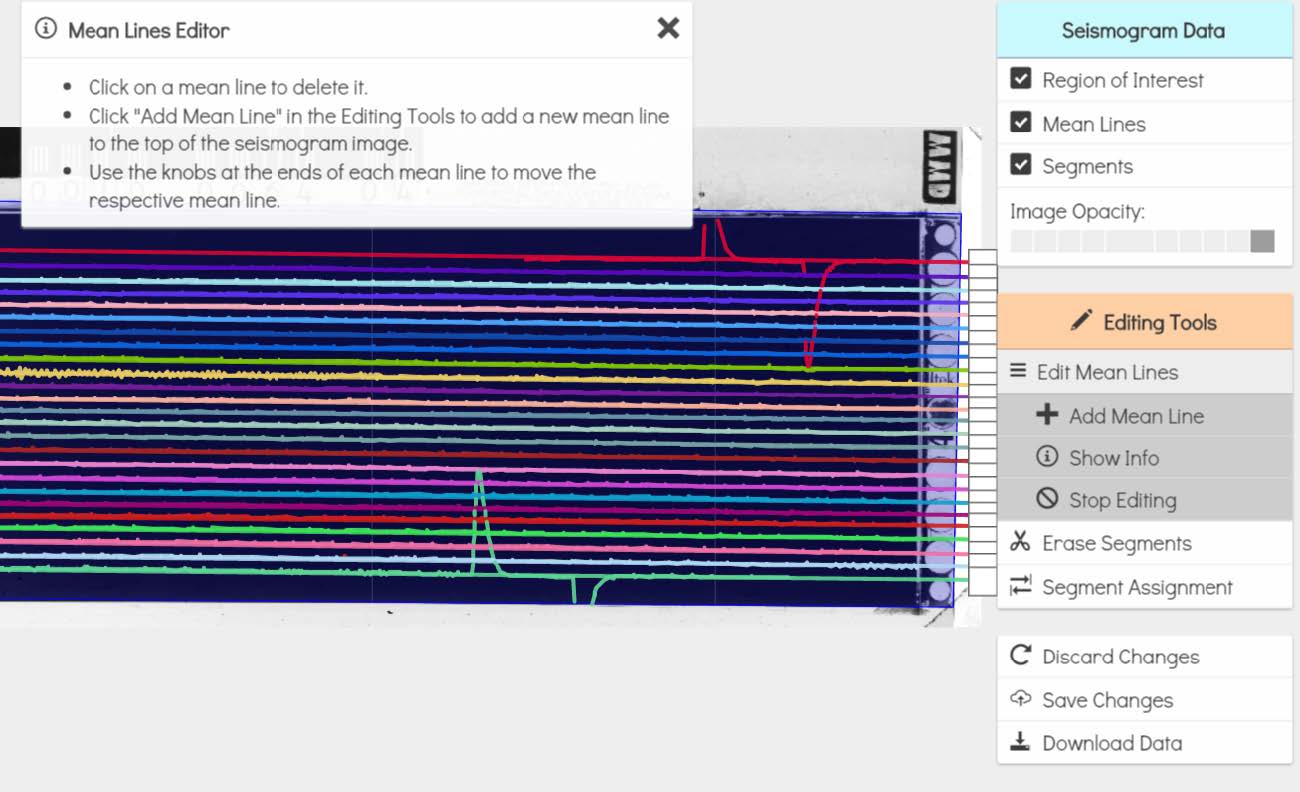 Mean Lines Editor
Click on a mean line to delete it.
Click "Add Mean Line" in the Editing Tools to add a new mean line
to the top of the seismogram image.
Use the knobs at the ends of each mean line to move the
respective mean line.
MMD
Seismogram Data
Region of Interest
Mean Lines
Segments
Image Opacity:
Editing Tools
Edit Mean Lines
Add Mean Line
Show Info
Stop Editing
Erase Segments
Segment Assignment
Discard Changes
Save Changes
Download Data